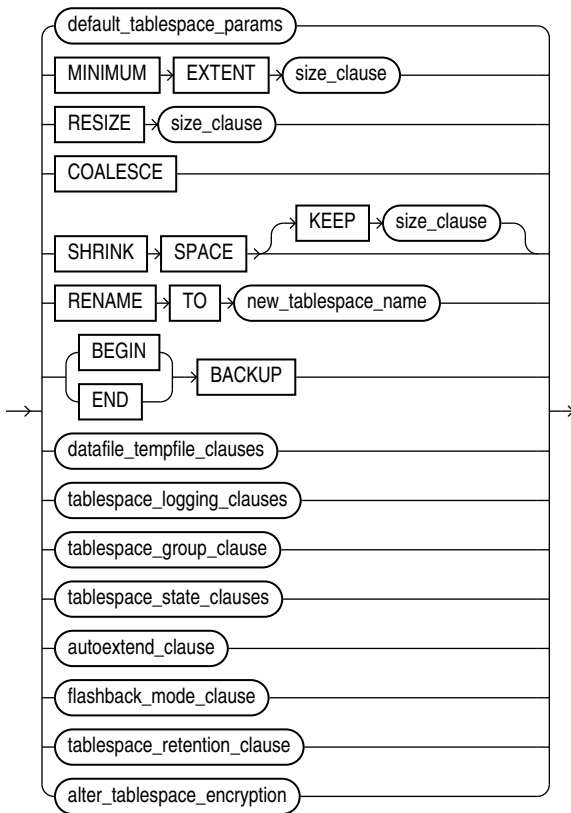 default_tablespace_params
MINIMUM EXTENT size_clause
RESIZE size_clause
COALESCE
KEEP size_clause
SHRINK SPACE
RENAME TO new_tablespace_name
BEGIN
BACKUP
END
datafile_tempfile_clauses
tablespace_logging_clauses
tablespace_group_clause
tablespace_state_clauses
autoextend_clause
flashback_mode_clause
tablespace_retention_clause
alter_tablespace_encryption